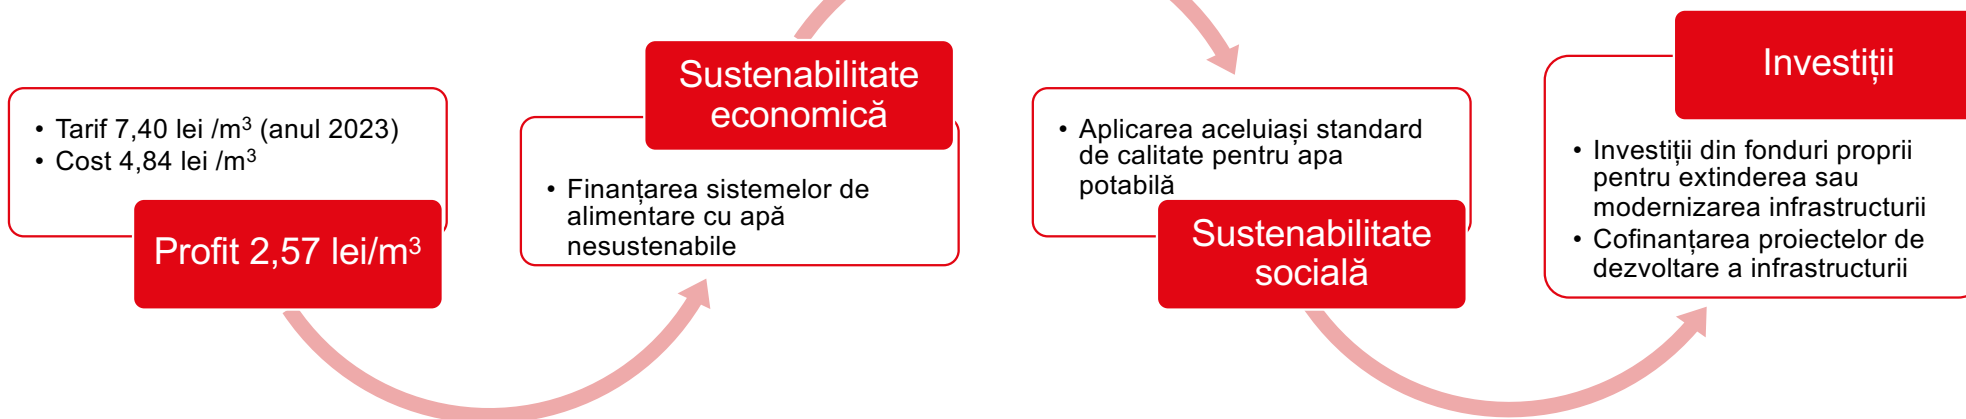 • Tarif 7,40 lei /m³ (anul 2023)
• Cost 4,84 lei /m³
Profit 2,57 lei/m³
Sustenabilitate
economică
• Finanțarea sistemelor de
alimentare cu apă
nesustenabile
• Aplicarea aceluiași standard
de calitate pentru apa
potabilă
Sustenabilitate
socială
Investiții
• Investiții din fonduri proprii
pentru extinderea sau
modernizarea infrastructurii
• Cofinanțarea proiectelor de
dezvoltare a infrastructurii